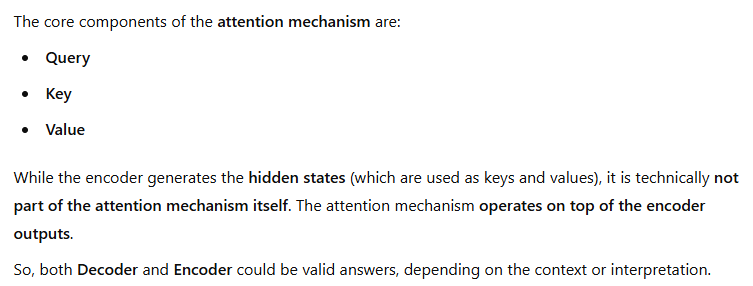 The core components of the attention mechanism are:
• Query
• Key
• Value
While the encoder generates the hidden states (which are used as keys and values), it is technically not
part of the attention mechanism itself. The attention mechanism operates on top of the encoder
outputs.
So, both Decoder and Encoder could be valid answers, depending on the context or interpretation.